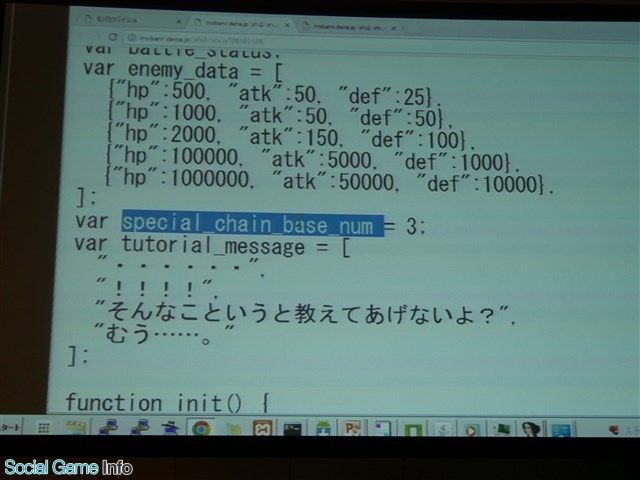 var battle_status;
var enemy_data = [
{"hp":500, "atk":50, "def":25},
{"hp":1000, "atk":50, "def":50},
{"hp":2000, "atk":150, "def":100},
{"hp":100000, "atk":5000, "def":1000},
{"hp":1000000, "atk":50000, "def":10000},
];
var special_chain_base_num = 3;
var tutorial_message = [
"・・・・・・",
"！！！！",
"そんなこというと教えてあげないよ？",
"むう……。"
];
function init() {
Social Game Info